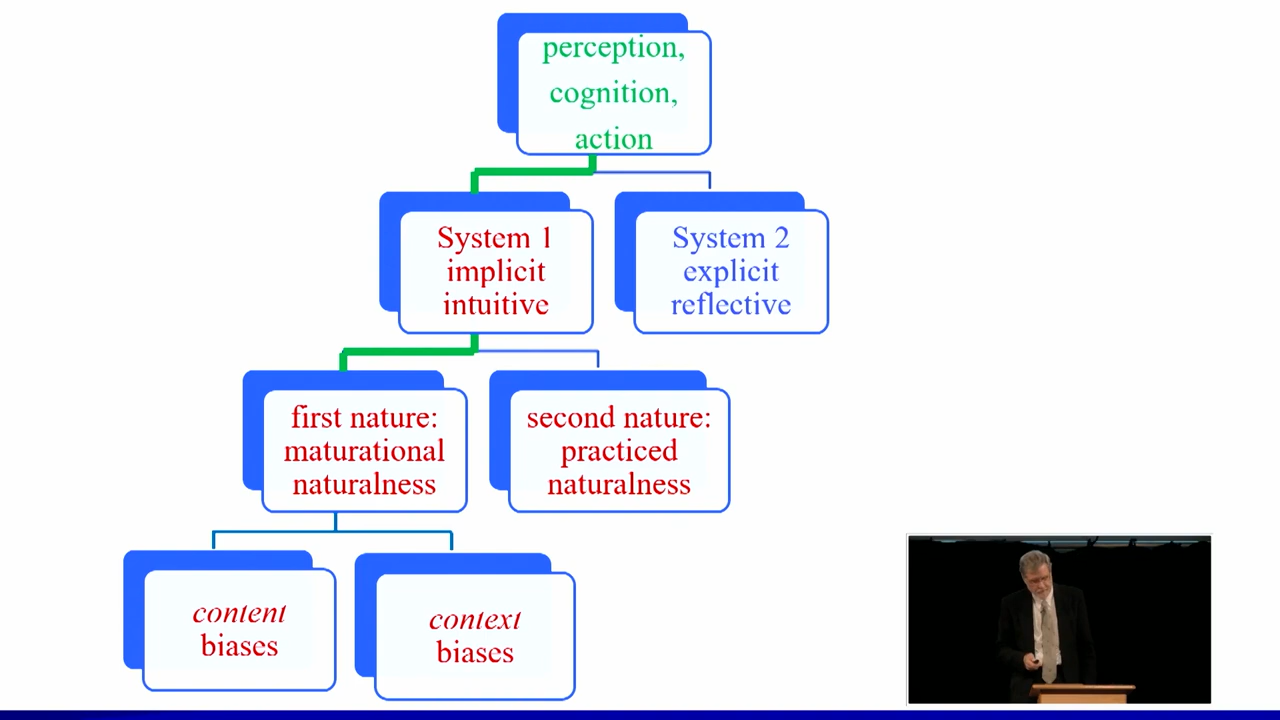 perception,
cognition,
action
System 1
implicit
intuitive
System 2
explicit
reflective
first nature:
maturational
naturalness
second nature:
practiced
naturalness
content
biases
context
biases